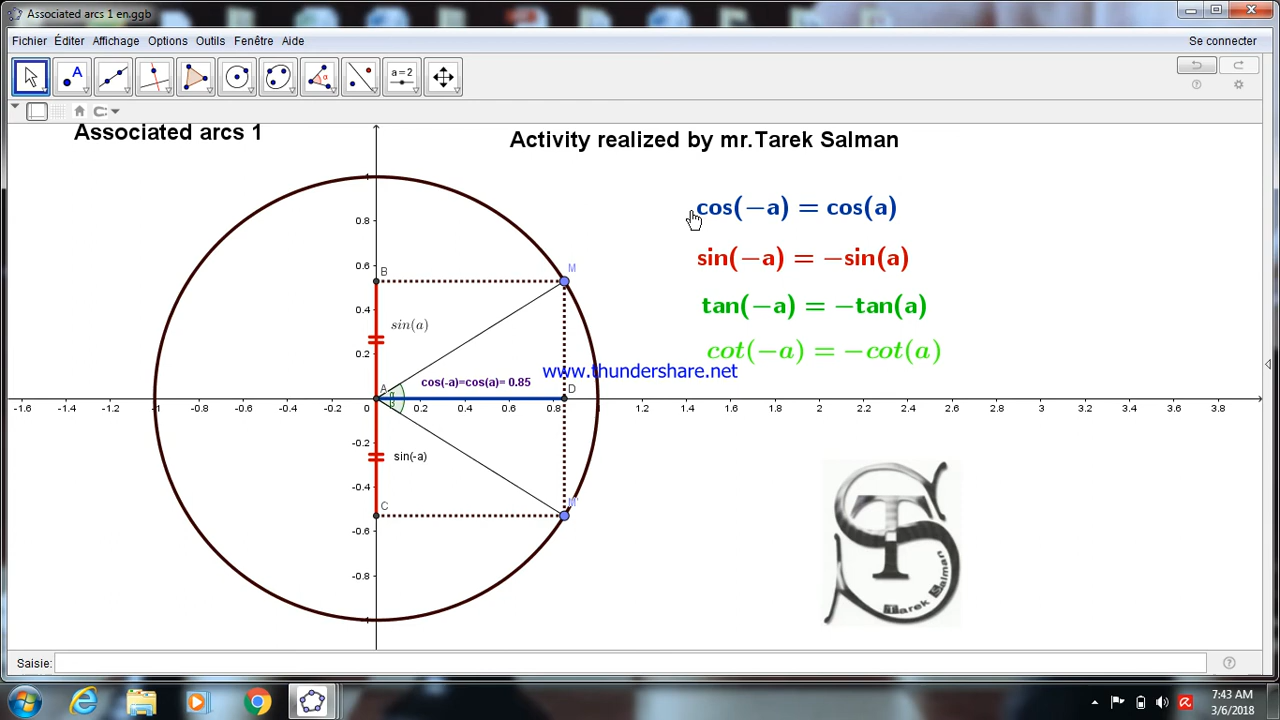 Associated arcs 1 en.ggb
Fichier Éditer Affichage Options Outils Fenêtre Aide
Se connecter
A
α
a = 2
Associated arcs 1
Activity realized by mr.Tarek Salman
cos(−a) = cos(a)
sin(−a) = −sin(a)
tan(−a) = −tan(a)
cot(−a) = −cot(a)
www.thundershare.net
0.8
0.6
B
M
0.4
sin(a)
0.2
A
cos(-a)=cos(a)= 0.85
D
-1.6 -1.4 -1.2 -1 -0.8 -0.6 -0.4 -0.2 0 0.2 0.4 0.6 0.8 1 1.2 1.4 1.6 1.8 2 2.2 2.4 2.6 2.8 3 3.2 3.4 3.6 3.8
-0.2
sin(-a)
-0.4
C
M'
-0.6
-0.8
Tarek Salman
Saisie:
7:43 AM
3/6/2018